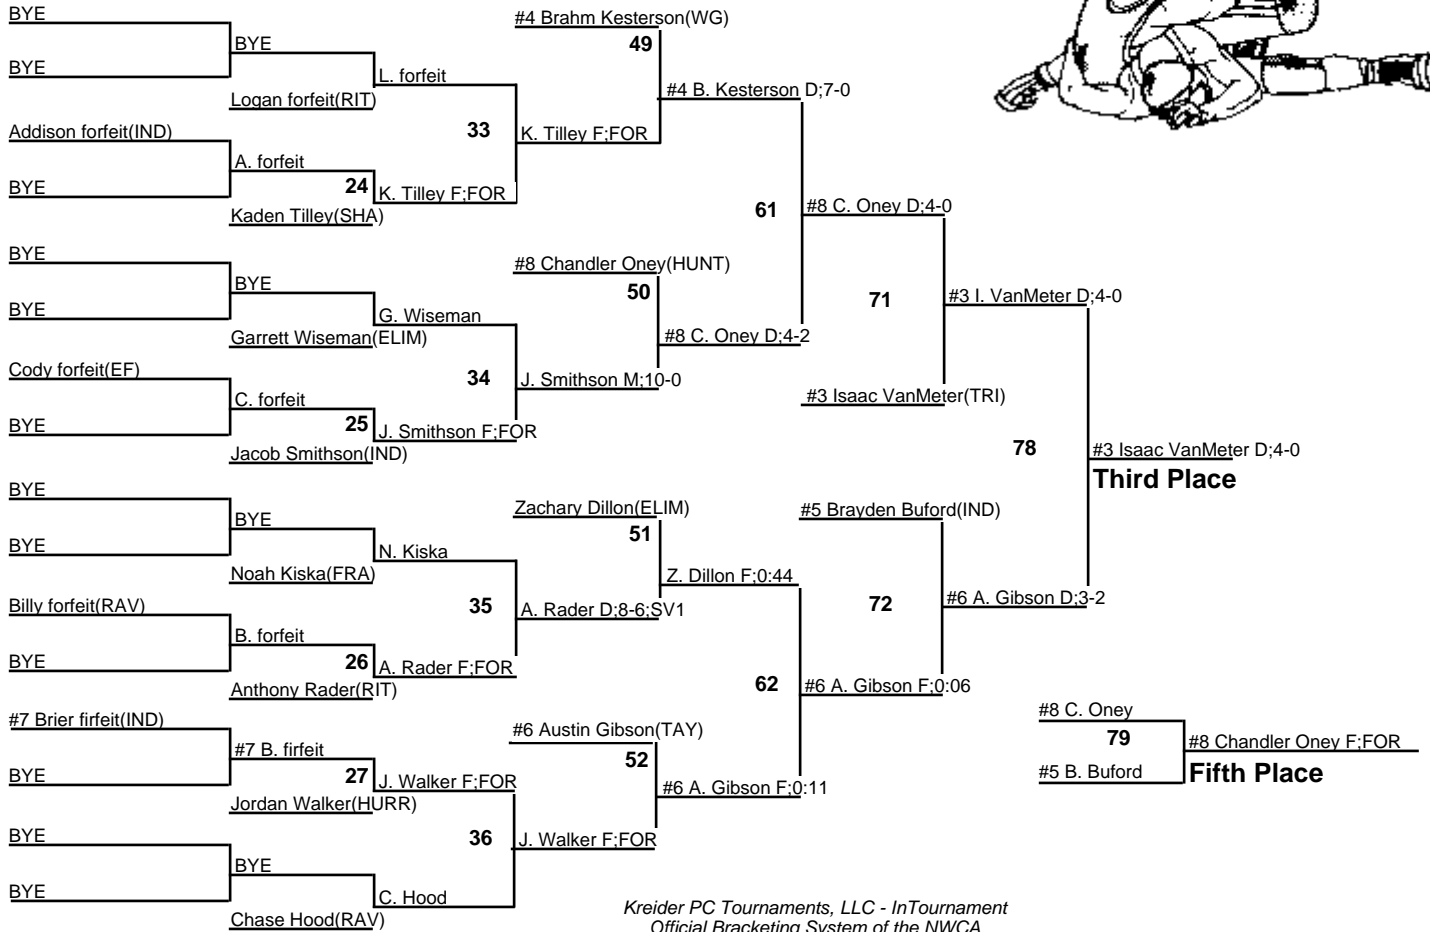 BYE
BYE
BYE
Logan forfeit(RIT)
L. forfeit
Addison forfeit(IND)
BYE
A. forfeit
24
Kaden Tilley(SHA)
K. Tilley F;FOR
33
#4 Brahm Kesterson(WG)
49
K. Tilley F;FOR
#4 B. Kesterson D;7-0
BYE
BYE
BYE
Garrett Wiseman(ELIM)
G. Wiseman
Cody forfeit(EF)
BYE
C. forfeit
25
Jacob Smithson(IND)
J. Smithson F;FOR
34
#8 Chandler Oney(HUNT)
50
J. Smithson M;10-0
#8 C. Oney D;4-2
61
#8 C. Oney D;4-0
71
#3 Isaac VanMeter(TRI)
#3 I. VanMeter D;4-0
BYE
BYE
BYE
Noah Kiska(FRA)
N. Kiska
Billy forfeit(RAV)
BYE
B. forfeit
26
Anthony Rader(RIT)
A. Rader F;FOR
35
Zachary Dillon(ELIM)
51
A. Rader D;8-6;SV1
Z. Dillon F;0:44
#7 Brier firfeit(IND)
BYE
#7 B. firfeit
27
Jordan Walker(HURR)
J. Walker F;FOR
BYE
BYE
BYE
Chase Hood(RAV)
C. Hood
36
#6 Austin Gibson(TAY)
52
J. Walker F;FOR
#6 A. Gibson F;0:11
62
#6 A. Gibson F;0:06
#5 Brayden Buford(IND)
72
#6 A. Gibson D;3-2
78
#3 Isaac VanMeter D;4-0
Third Place
#8 C. Oney
79
#5 B. Buford
#8 Chandler Oney F;FOR
Fifth Place
Kreider PC Tournaments, LLC - InTournament
Official Bracketing System of the NWCA